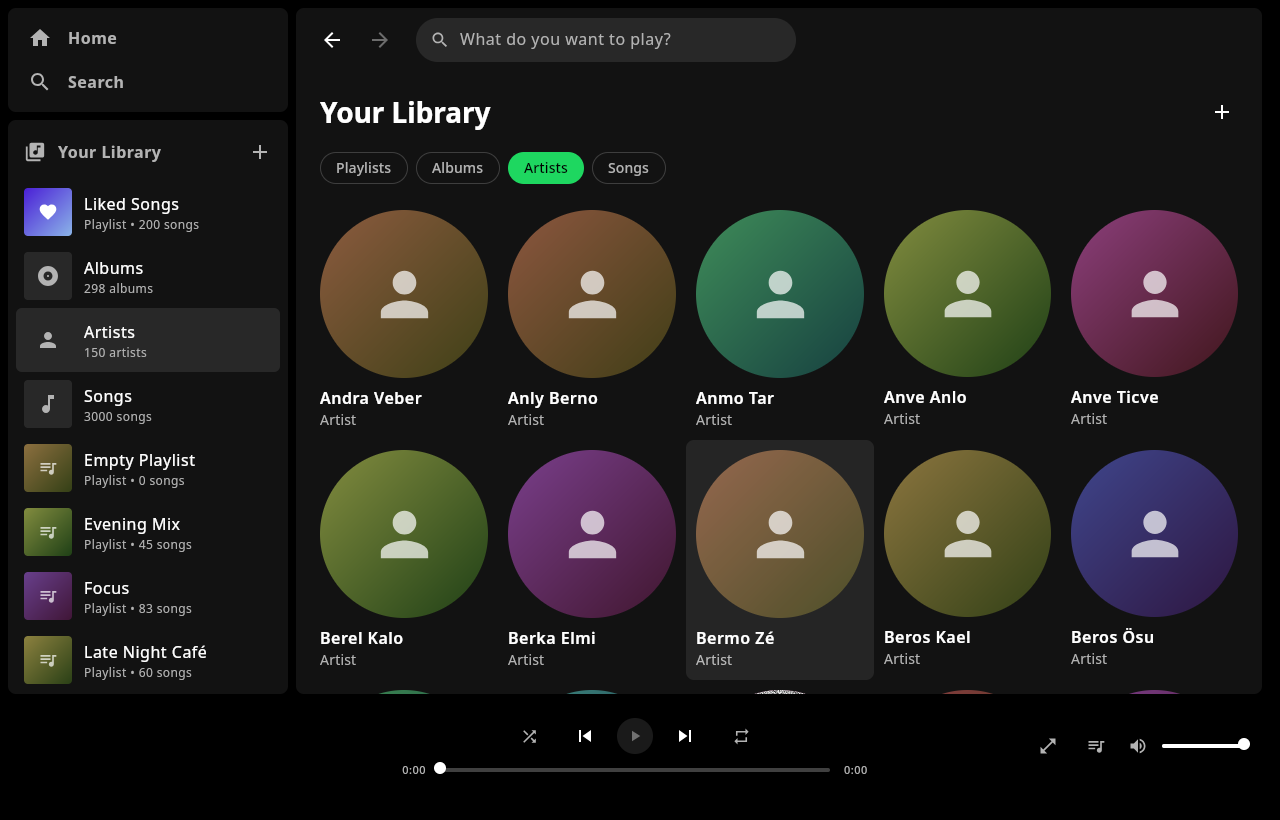 Home
Search
Your Library
Liked Songs
Playlist • 200 songs
Albums
298 albums
Artists
150 artists
Songs
3000 songs
Empty Playlist
Playlist • 0 songs
Evening Mix
Playlist • 45 songs
Focus
Playlist • 83 songs
Late Night Café
Playlist • 60 songs
What do you want to play?
Your Library
Playlists
Albums
Artists
Songs
Andra Veber
Artist
Anly Berno
Artist
Anmo Tar
Artist
Anve Anlo
Artist
Anve Ticve
Artist
Berel Kalo
Artist
Berka Elmi
Artist
Bermo Zé
Artist
Beros Kael
Artist
Beros Ösu
Artist
0:00
0:00